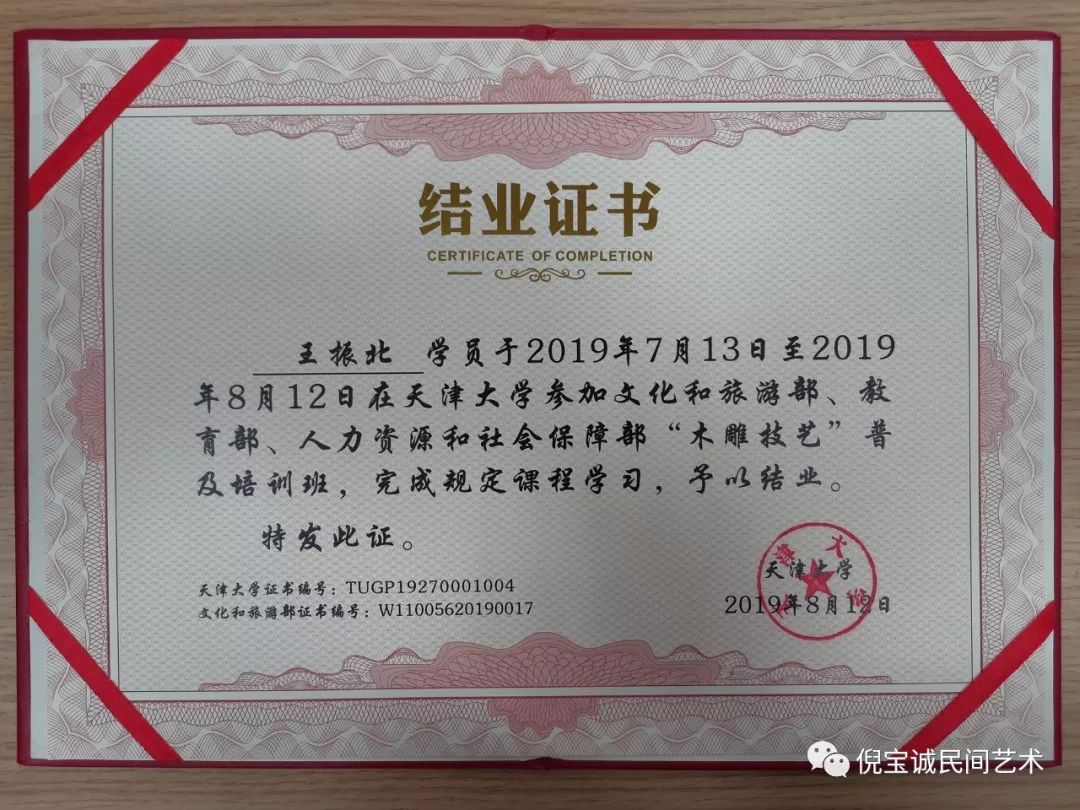 结业证书
CERTIFICATE OF COMPLETION
王振北 学员于2019年7月13日至2019
年8月12日在天津大学参加文化和旅游部、教
育部、人力资源和社会保障部“木雕技艺”普
及培训班，完成规定课程学习，予以结业。
特发此证。
天津大学证书编号：TUGP19270001004
文化和旅游部证书编号：W11005620190017
天津大学
2019年8月12日
天津大学
倪宝诚民间艺术